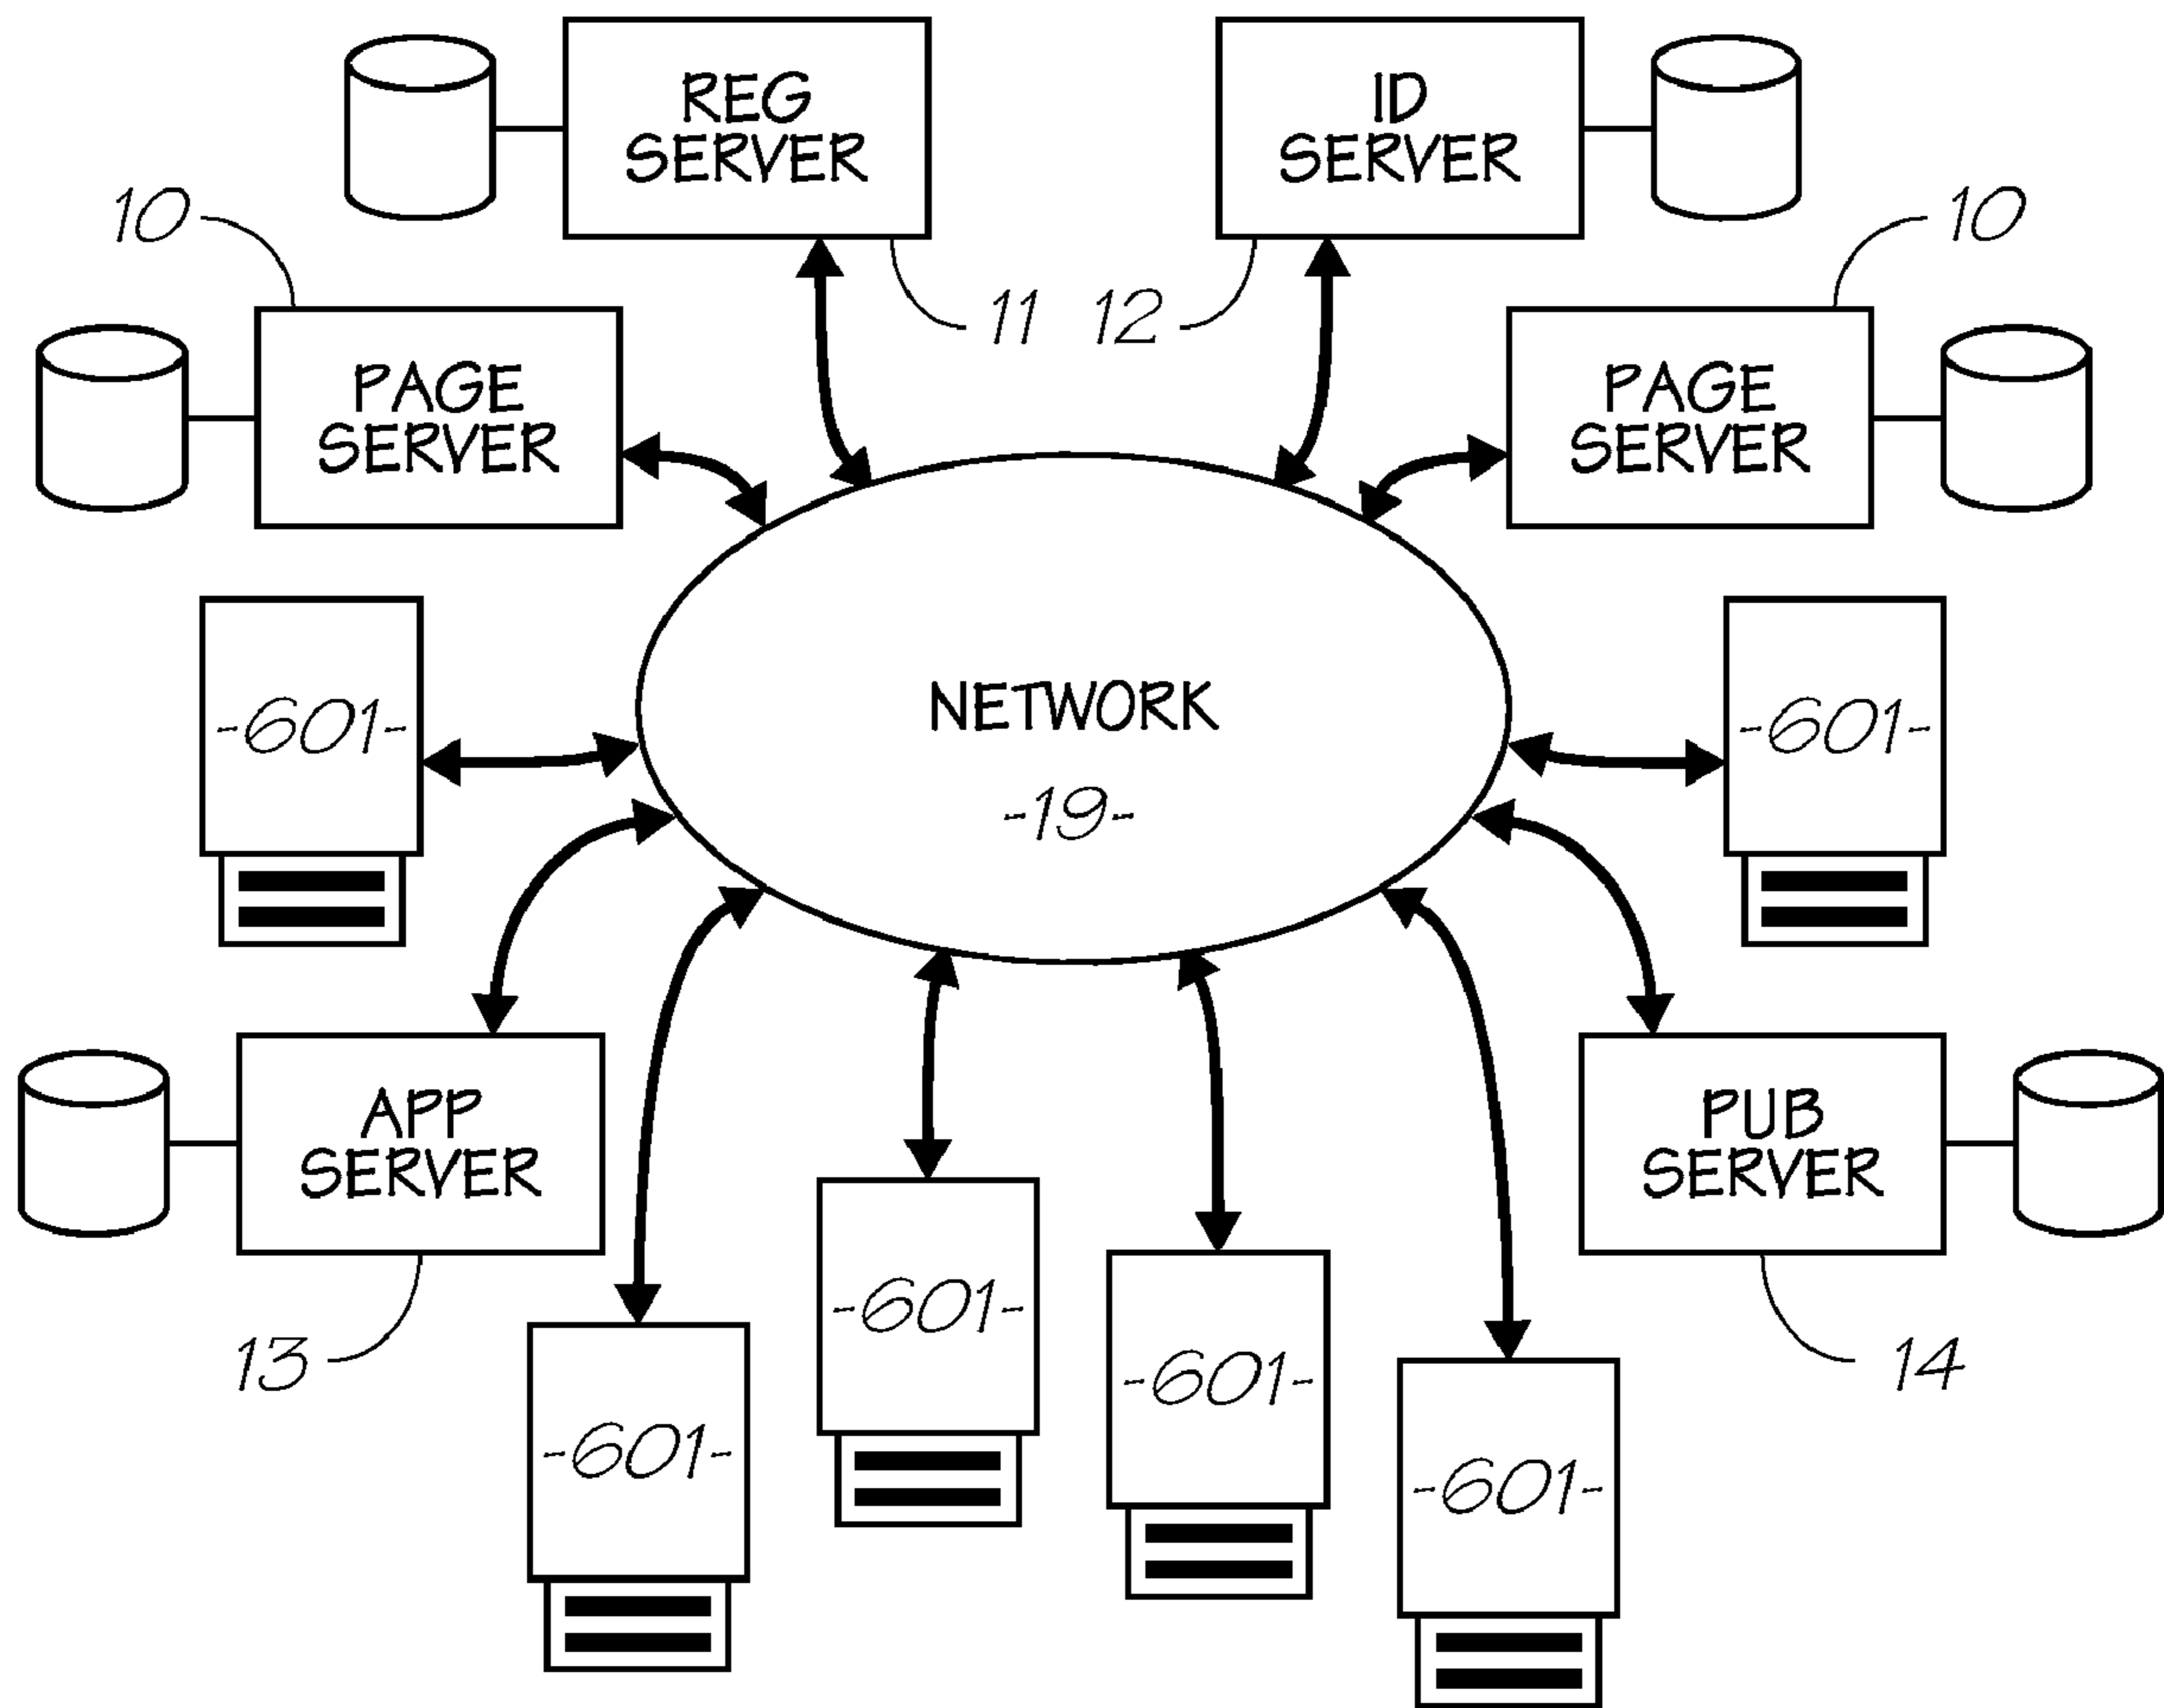 REG
SERVER
ID
SERVER
10
10
11
12
PAGE
SERVER
PAGE
SERVER
-601-
NETWORK
-19-
-601-
APP
SERVER
PUB
SERVER
13
-601-
-601-
-601-
-601-
14